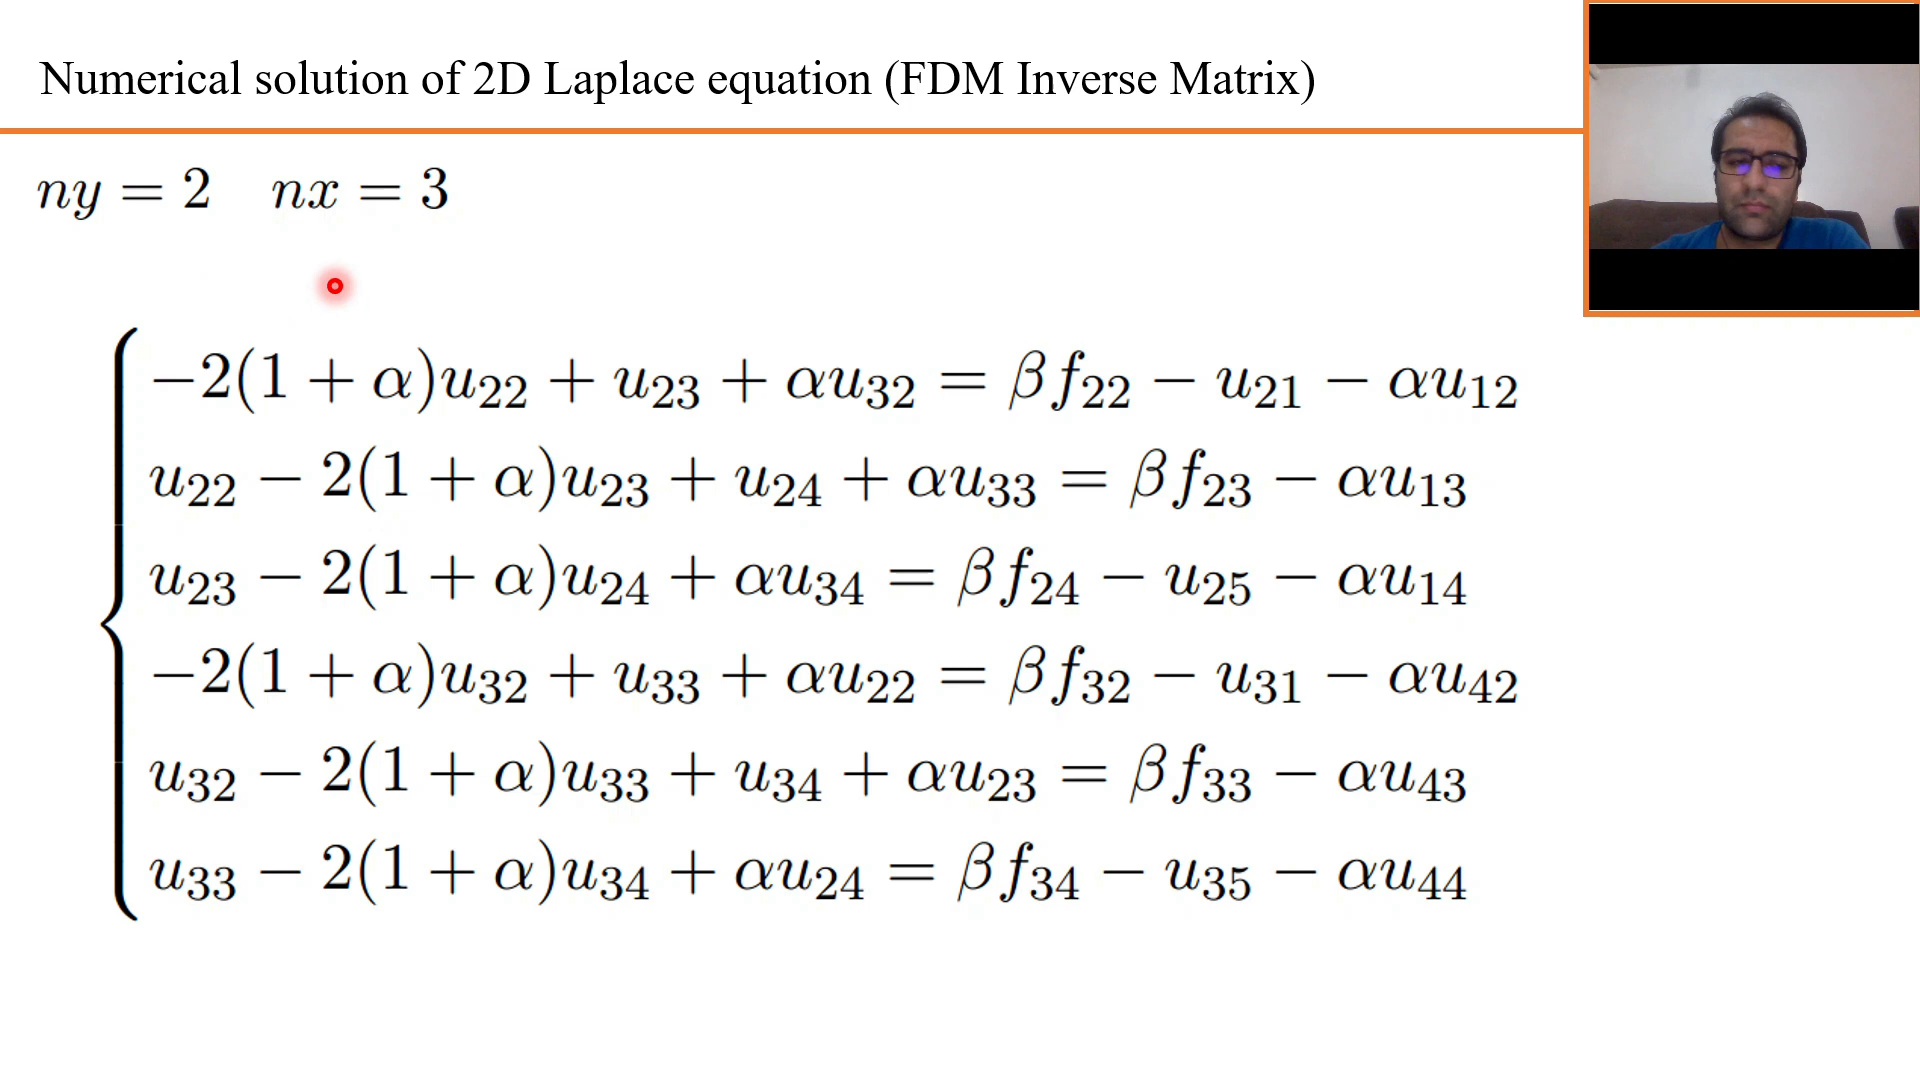 Numerical solution of 2D Laplace equation (FDM Inverse Matrix)
ny = 2 nx = 3
−2(1 + α)u₂₂ + u₂₃ + αu₃₂ = βf₂₂ − u₂₁ − αu₁₂
u₂₂ − 2(1 + α)u₂₃ + u₂₄ + αu₃₃ = βf₂₃ − αu₁₃
u₂₃ − 2(1 + α)u₂₄ + αu₃₄ = βf₂₄ − u₂₅ − αu₁₄
−2(1 + α)u₃₂ + u₃₃ + αu₂₂ = βf₃₂ − u₃₁ − αu₄₂
u₃₂ − 2(1 + α)u₃₃ + u₃₄ + αu₂₃ = βf₃₃ − αu₄₃
u₃₃ − 2(1 + α)u₃₄ + αu₂₄ = βf₃₄ − u₃₅ − αu₄₄